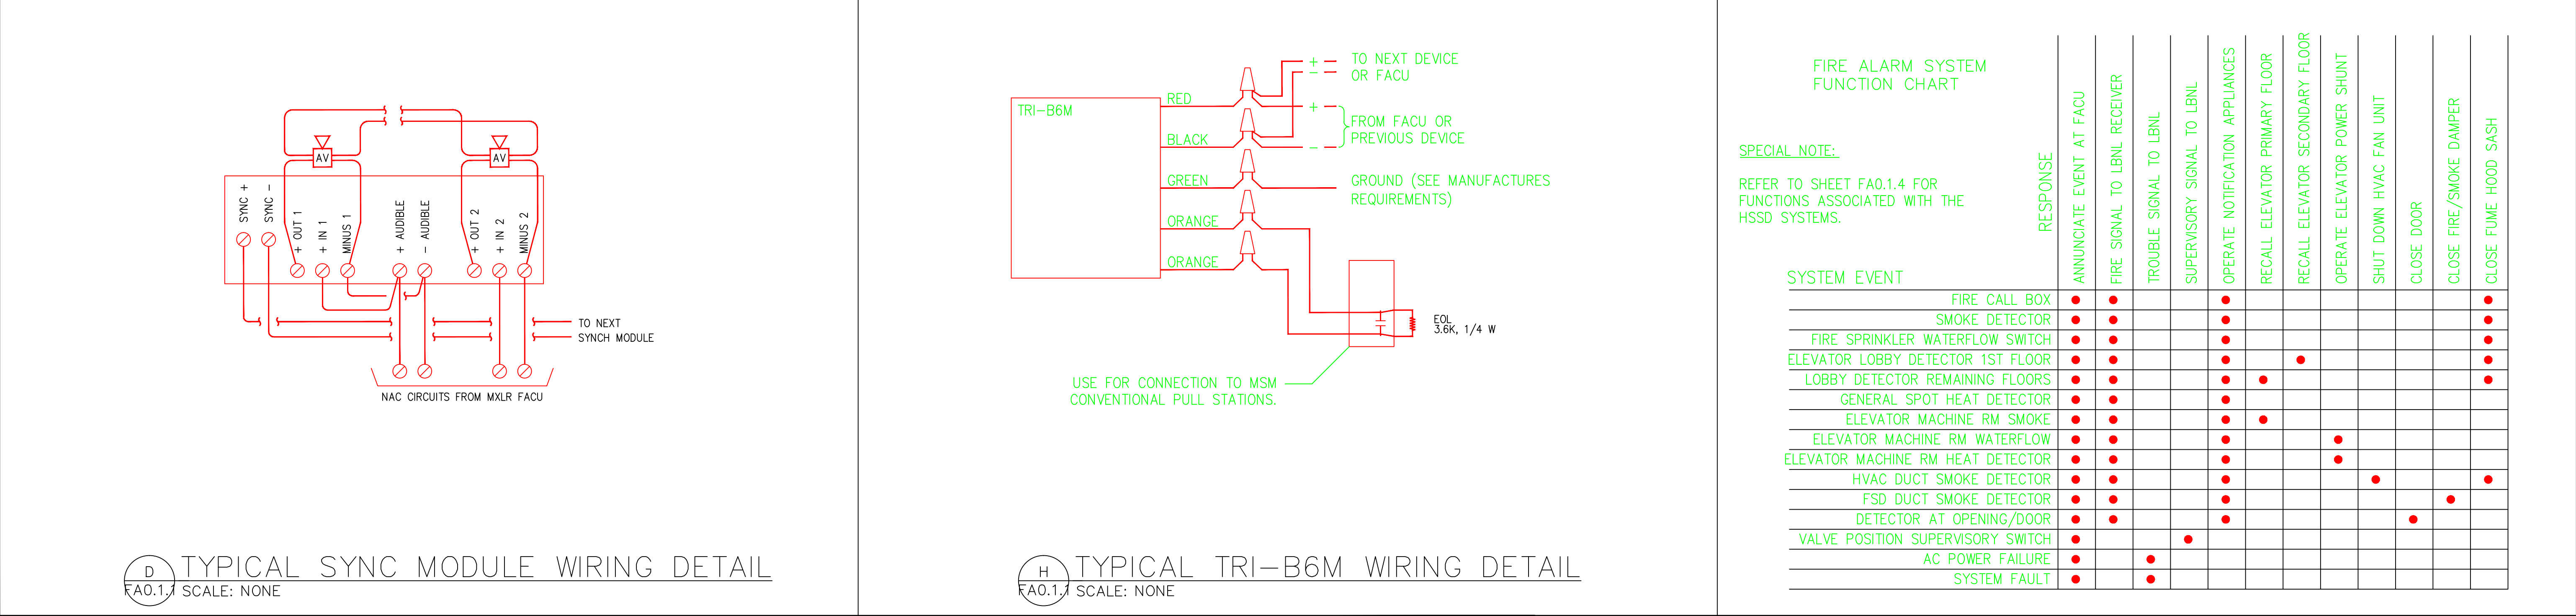 AV
AV
SYNC +
SYNC -
+ OUT 1
+ IN 1
MINUS 1
+ AUDIBLE
- AUDIBLE
+ OUT 2
+ IN 2
MINUS 2
TO NEXT
SYNCH MODULE
NAC CIRCUITS FROM MXLR FACU
D
FA0.1.1
TYPICAL SYNC MODULE WIRING DETAIL
SCALE: NONE
TRI-B6M
RED
BLACK
GREEN
ORANGE
ORANGE
+
-
TO NEXT DEVICE
OR FACU
+
-
FROM FACU OR
PREVIOUS DEVICE
GROUND (SEE MANUFACTURES
REQUIREMENTS)
EOL
3.6K, 1/4 W
USE FOR CONNECTION TO MSM
CONVENTIONAL PULL STATIONS.
H
FA0.1.1
TYPICAL TRI-B6M WIRING DETAIL
SCALE: NONE
FIRE ALARM SYSTEM
FUNCTION CHART
SPECIAL NOTE:
REFER TO SHEET FA0.1.4 FOR
FUNCTIONS ASSOCIATED WITH THE
HSSD SYSTEMS.
RESPONSE
ANNUNCIATE EVENT AT FACU
FIRE SIGNAL TO LBNL RECEIVER
TROUBLE SIGNAL TO LBNL
SUPERVISORY SIGNAL TO LBNL
OPERATE NOTIFICATION APPLIANCES
RECALL ELEVATOR PRIMARY FLOOR
RECALL ELEVATOR SECONDARY FLOOR
OPERATE ELEVATOR POWER SHUNT
SHUT DOWN HVAC FAN UNIT
CLOSE DOOR
CLOSE FIRE/SMOKE DAMPER
CLOSE FUME HOOD SASH
SYSTEM EVENT
FIRE CALL BOX
SMOKE DETECTOR
FIRE SPRINKLER WATERFLOW SWITCH
ELEVATOR LOBBY DETECTOR 1ST FLOOR
LOBBY DETECTOR REMAINING FLOORS
GENERAL SPOT HEAT DETECTOR
ELEVATOR MACHINE RM SMOKE
ELEVATOR MACHINE RM WATERFLOW
ELEVATOR MACHINE RM HEAT DETECTOR
HVAC DUCT SMOKE DETECTOR
FSD DUCT SMOKE DETECTOR
DETECTOR AT OPENING/DOOR
VALVE POSITION SUPERVISORY SWITCH
AC POWER FAILURE
SYSTEM FAULT